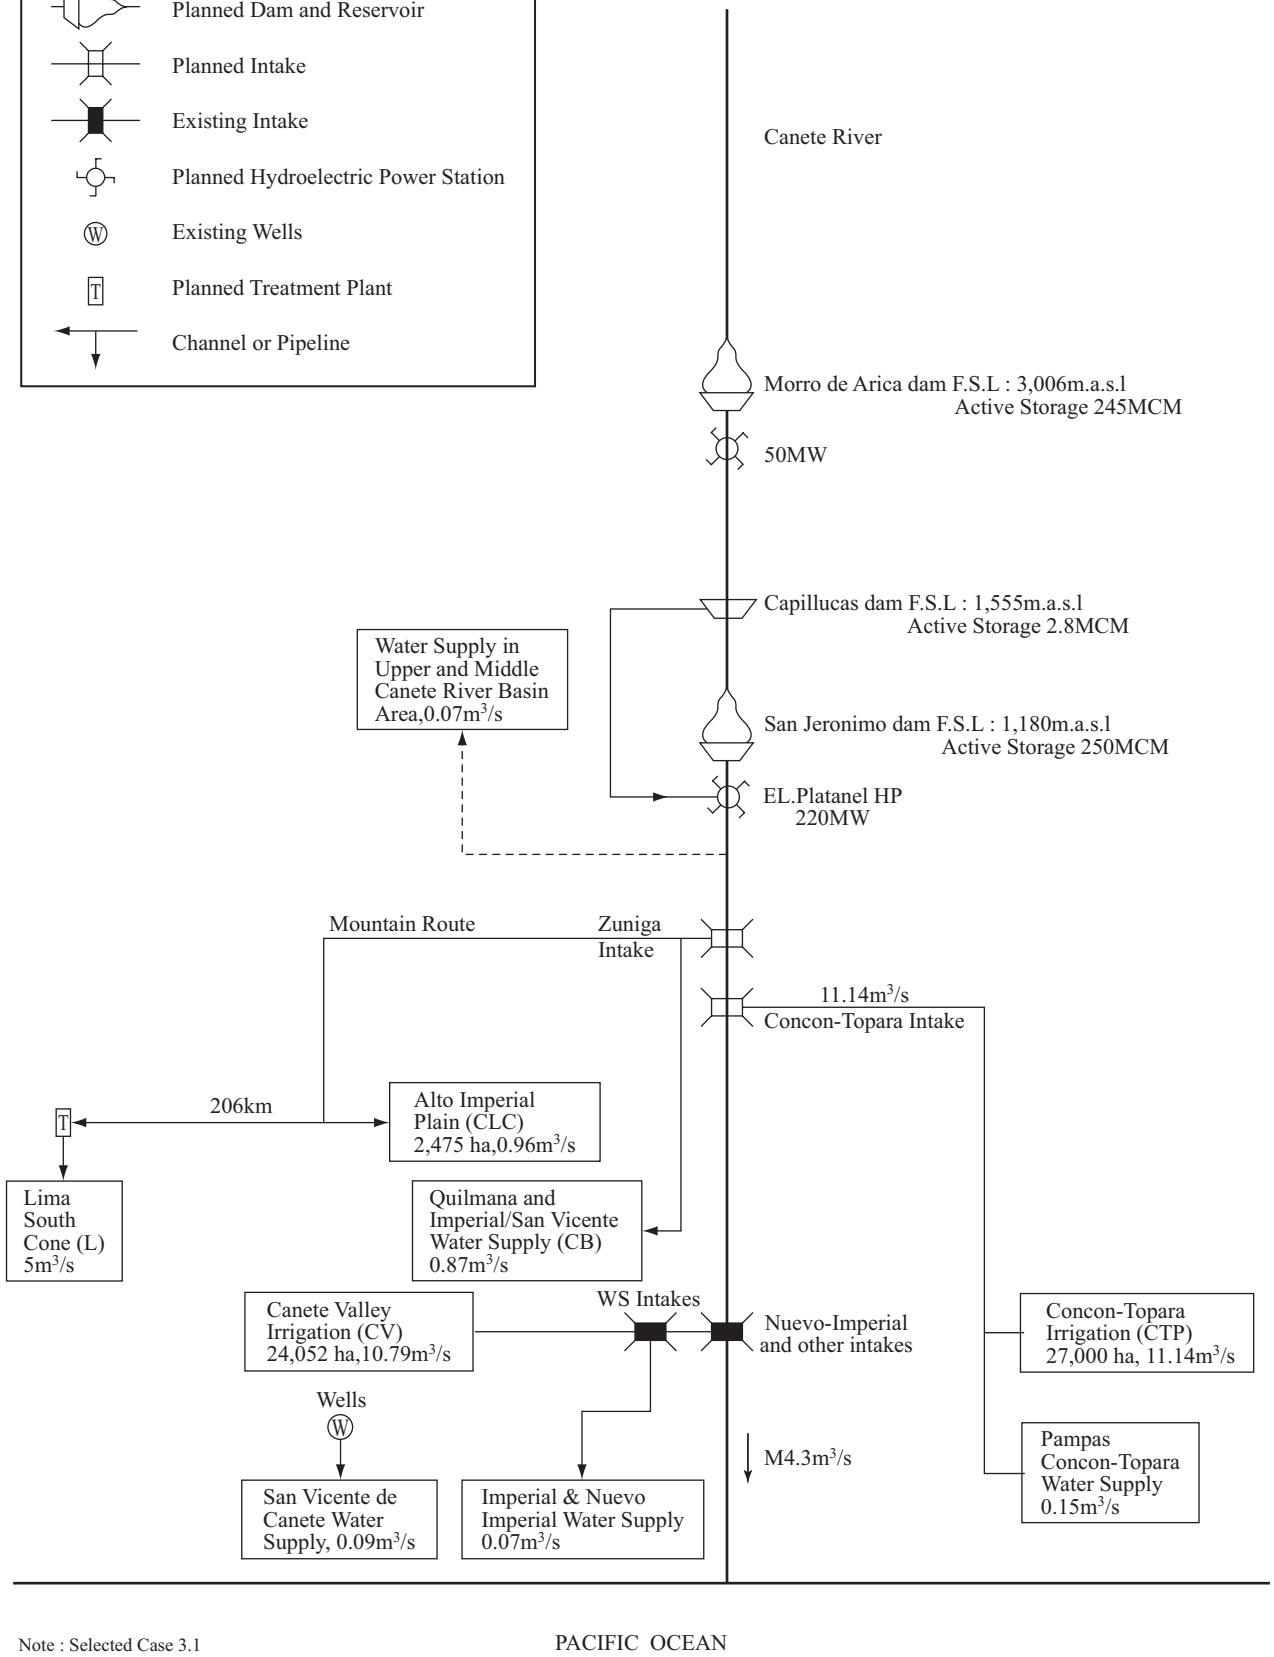 Planned Dam and Reservoir
Planned Intake
Existing Intake
Planned Hydroelectric Power Station
W
Existing Wells
T
Planned Treatment Plant
Channel or Pipeline
Canete River
Morro de Arica dam F.S.L : 3,006m.a.s.l
Active Storage 245MCM
50MW
Capillucas dam F.S.L : 1,555m.a.s.l
Active Storage 2.8MCM
Water Supply in
Upper and Middle
Canete River Basin
Area,0.07m³/s
San Jeronimo dam F.S.L : 1,180m.a.s.l
Active Storage 250MCM
EL.Platanel HP
220MW
Mountain Route
Zuniga
Intake
11.14m³/s
Concon-Topara Intake
206km
T
Alto Imperial
Plain (CLC)
2,475 ha,0.96m³/s
Lima
South
Cone (L)
5m³/s
Quilmana and
Imperial/San Vicente
Water Supply (CB)
0.87m³/s
WS Intakes
Canete Valley
Irrigation (CV)
24,052 ha,10.79m³/s
Nuevo-Imperial
and other intakes
Concon-Topara
Irrigation (CTP)
27,000 ha, 11.14m³/s
Wells
W
M4.3m³/s
Pampas
Concon-Topara
Water Supply
0.15m³/s
San Vicente de
Canete Water
Supply, 0.09m³/s
Imperial & Nuevo
Imperial Water Supply
0.07m³/s
Note : Selected Case 3.1
PACIFIC OCEAN